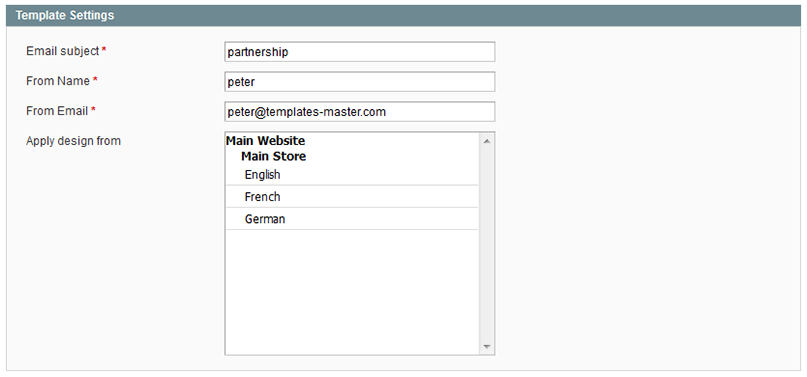 Template Settings
Email subject * partnership
From Name * peter
From Email * peter@templates-master.com
Apply design from
Main Website
Main Store
English
French
German